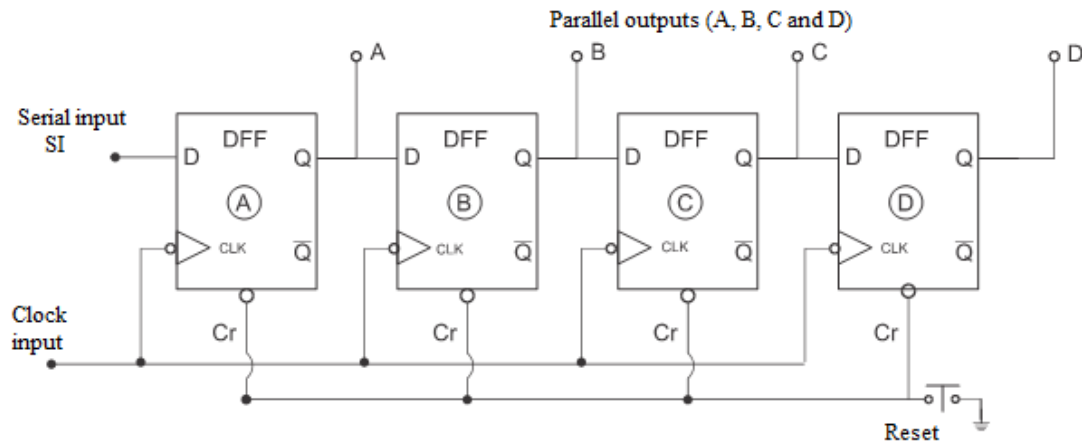 Parallel outputs (A, B, C and D)
A
B
C
D
Serial input
SI
D DFF Q
D DFF Q
D DFF Q
D DFF Q
A
B
C
D
CLK Q̅
CLK Q̅
CLK Q̅
CLK Q̅
Clock
input
Cr
Cr
Cr
Cr
Reset